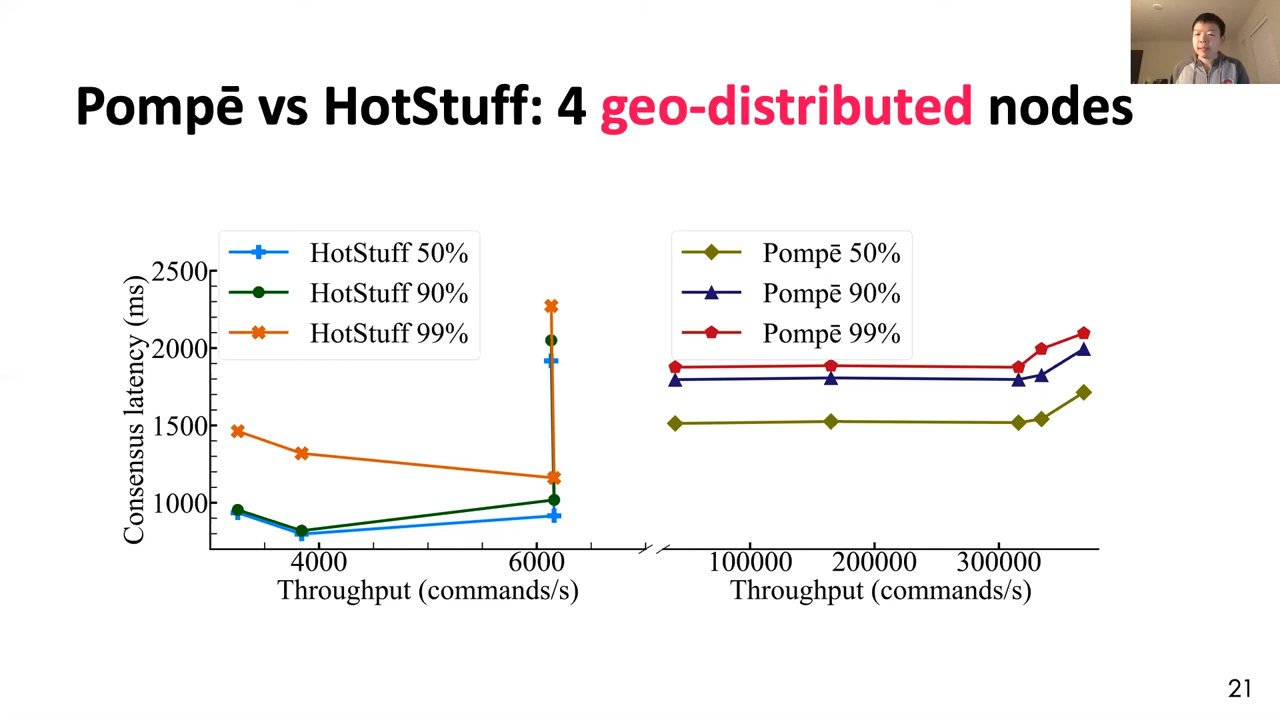 Pompē vs HotStuff: 4 geo-distributed nodes
HotStuff 50%
HotStuff 90%
HotStuff 99%
Pompē 50%
Pompē 90%
Pompē 99%
Consensus latency (ms)
2500
2000
1500
1000
4000 6000
Throughput (commands/s)
100000 200000 300000
Throughput (commands/s)
21